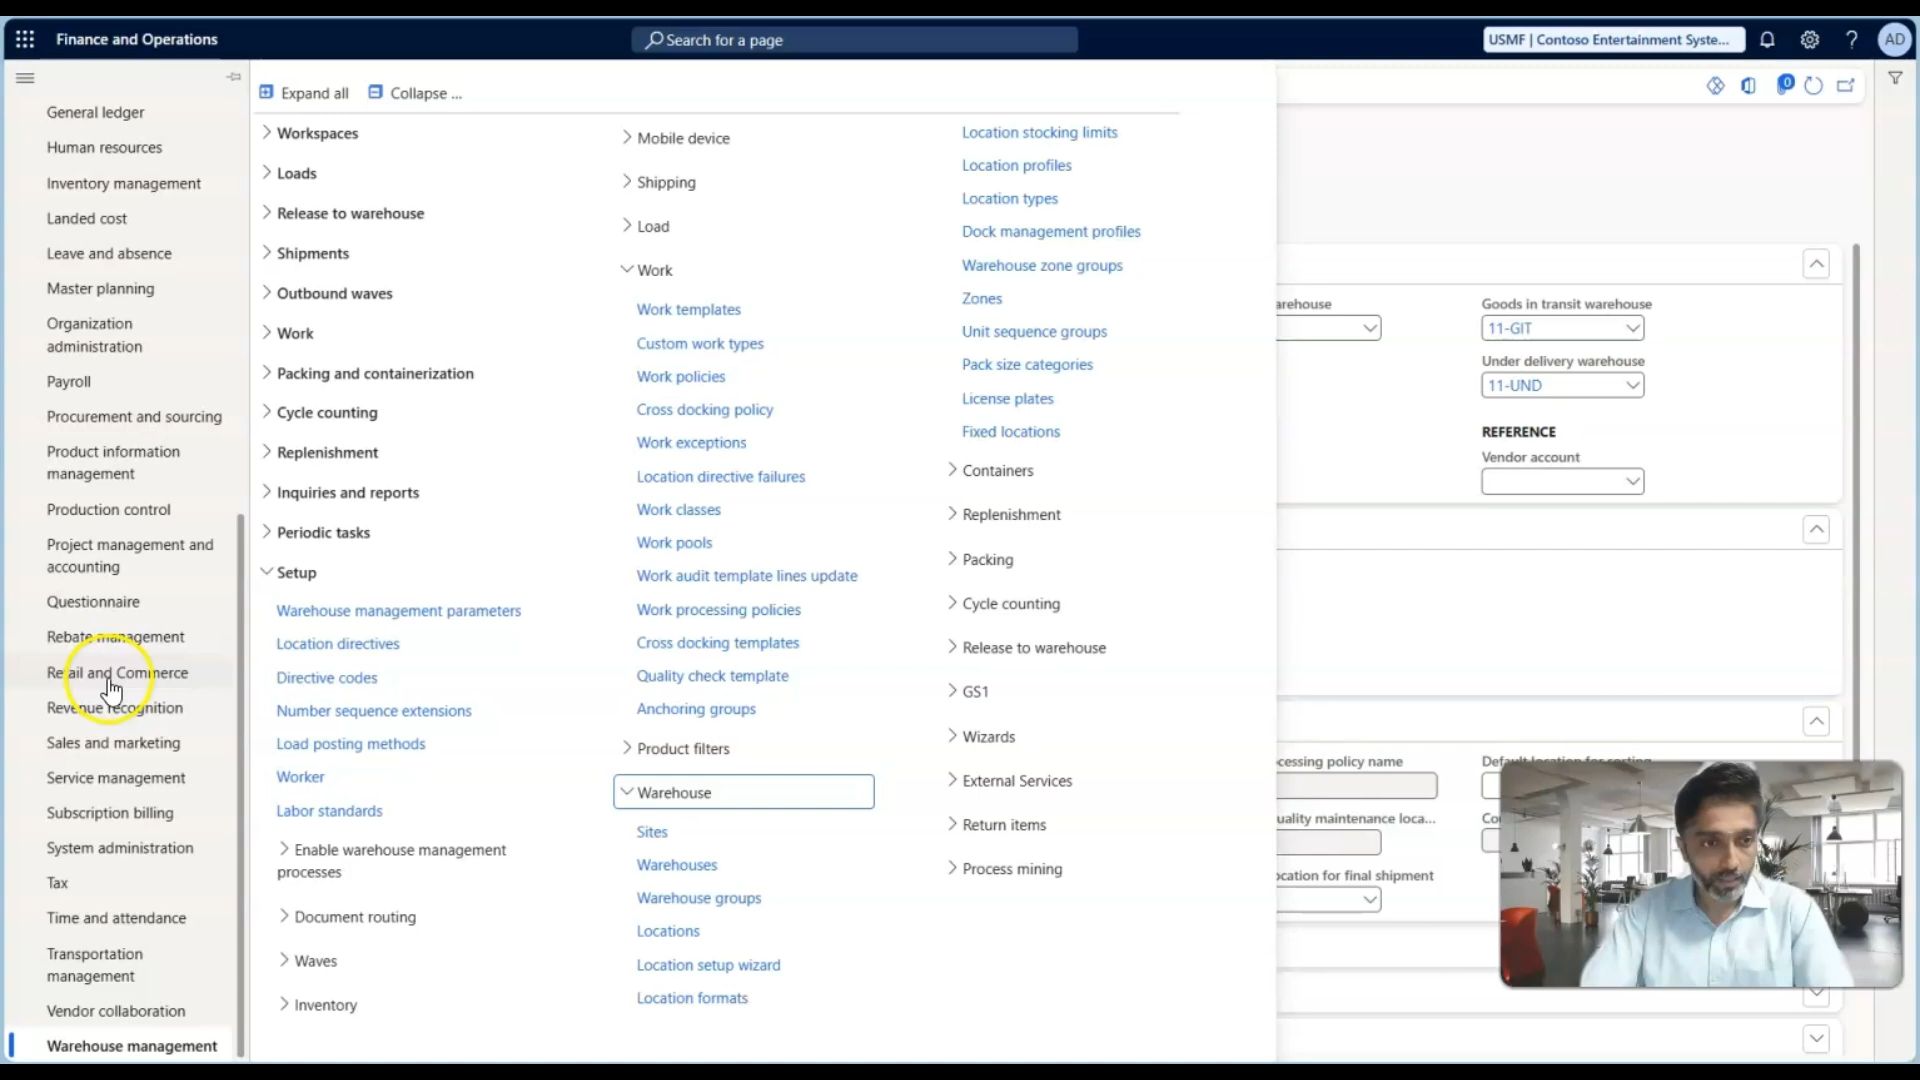 Finance and Operations
Search for a page
USMF | Contoso Entertainment Syste...
?
AD
Expand all
Collapse ...
0
General ledger
Human resources
Inventory management
Landed cost
Leave and absence
Master planning
Organization
administration
Payroll
Procurement and sourcing
Product information
management
Production control
Project management and
accounting
Questionnaire
Rebate management
Retail and Commerce
Revenue recognition
Sales and marketing
Service management
Subscription billing
System administration
Tax
Time and attendance
Transportation
management
Vendor collaboration
Warehouse management
Workspaces
Loads
Release to warehouse
Shipments
Outbound waves
Work
Packing and containerization
Cycle counting
Replenishment
Inquiries and reports
Periodic tasks
Setup
Warehouse management parameters
Location directives
Directive codes
Number sequence extensions
Load posting methods
Worker
Labor standards
Enable warehouse management
processes
Document routing
Waves
Inventory
Mobile device
Shipping
Load
Work
Work templates
Custom work types
Work policies
Cross docking policy
Work exceptions
Location directive failures
Work classes
Work pools
Work audit template lines update
Work processing policies
Cross docking templates
Quality check template
Anchoring groups
Product filters
Warehouse
Sites
Warehouses
Warehouse groups
Locations
Location setup wizard
Location formats
Location stocking limits
Location profiles
Location types
Dock management profiles
Warehouse zone groups
Zones
Unit sequence groups
Pack size categories
License plates
Fixed locations
Containers
Replenishment
Packing
Cycle counting
Release to warehouse
GS1
Wizards
External Services
Return items
Process mining
arehouse
Goods in transit warehouse
11-GIT
Under delivery warehouse
11-UND
REFERENCE
Vendor account
cessing policy name
uality maintenance loca...
ocation for final shipment